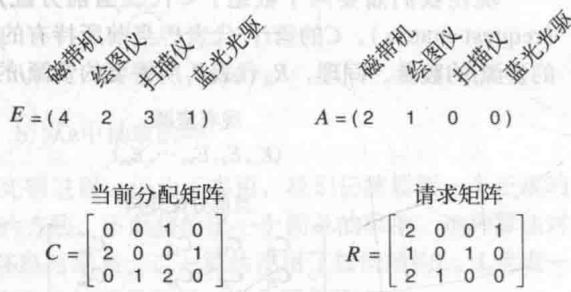 磁带机 绘图仪 扫描仪 蓝光光驱 磁带机 绘图仪 扫描仪 蓝光光驱
E=(4 2 3 1) A=(2 1 0 0)
当前分配矩阵 请求矩阵
0 0 1 0 2 0 0 1
C= 2 0 0 1 R= 1 0 1 0
0 1 2 0 2 1 0 0